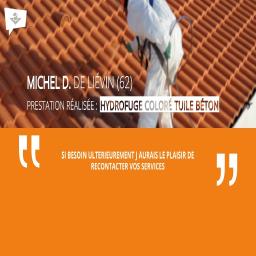 MICHEL D. DE LIÉVIN (62)
PRESTATION RÉALISÉE : HYDROFUGE COLORÉ TUILE BÉTON
SI BESOIN ULTERIEUREMENT J AURAIS LE PLAISIR DE
RECONTACTER VOS SERVICES